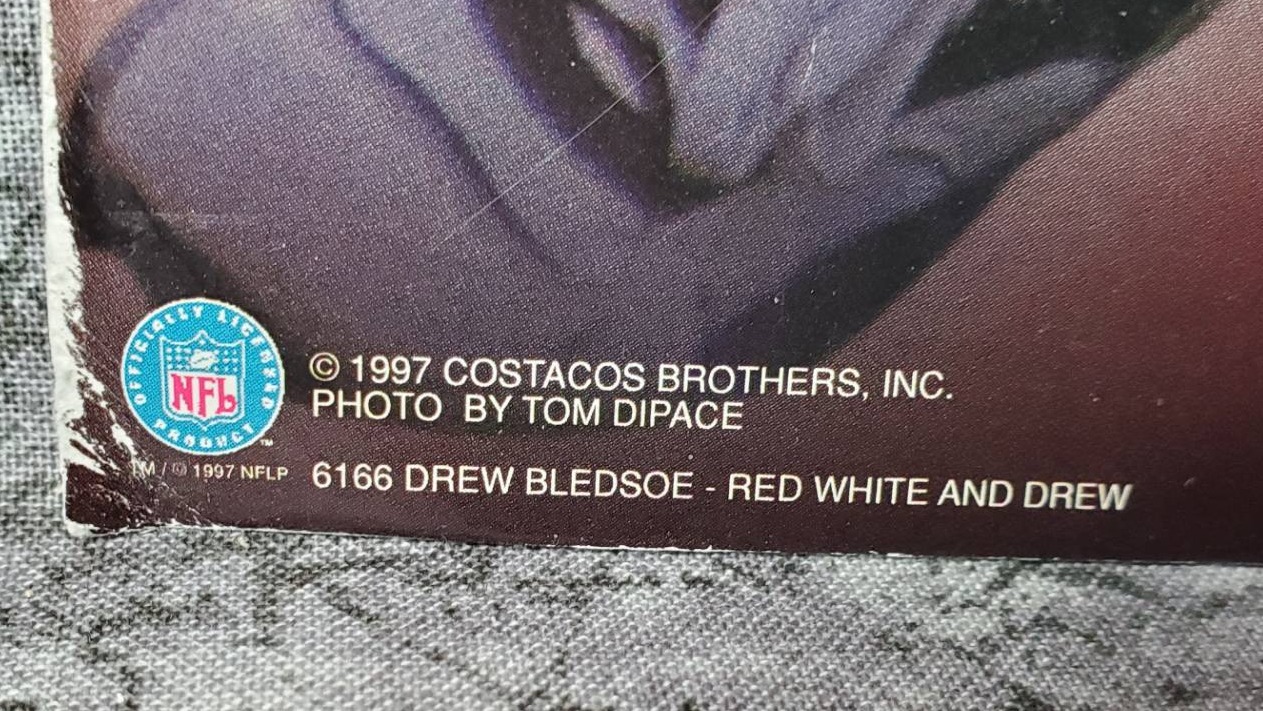 OFFICIALLY LICENSED
NFL
PRODUCT ™
© 1997 COSTACOS BROTHERS, INC.
PHOTO BY TOM DIPACE
TM / © 1997 NFLP
6166 DREW BLEDSOE - RED WHITE AND DREW